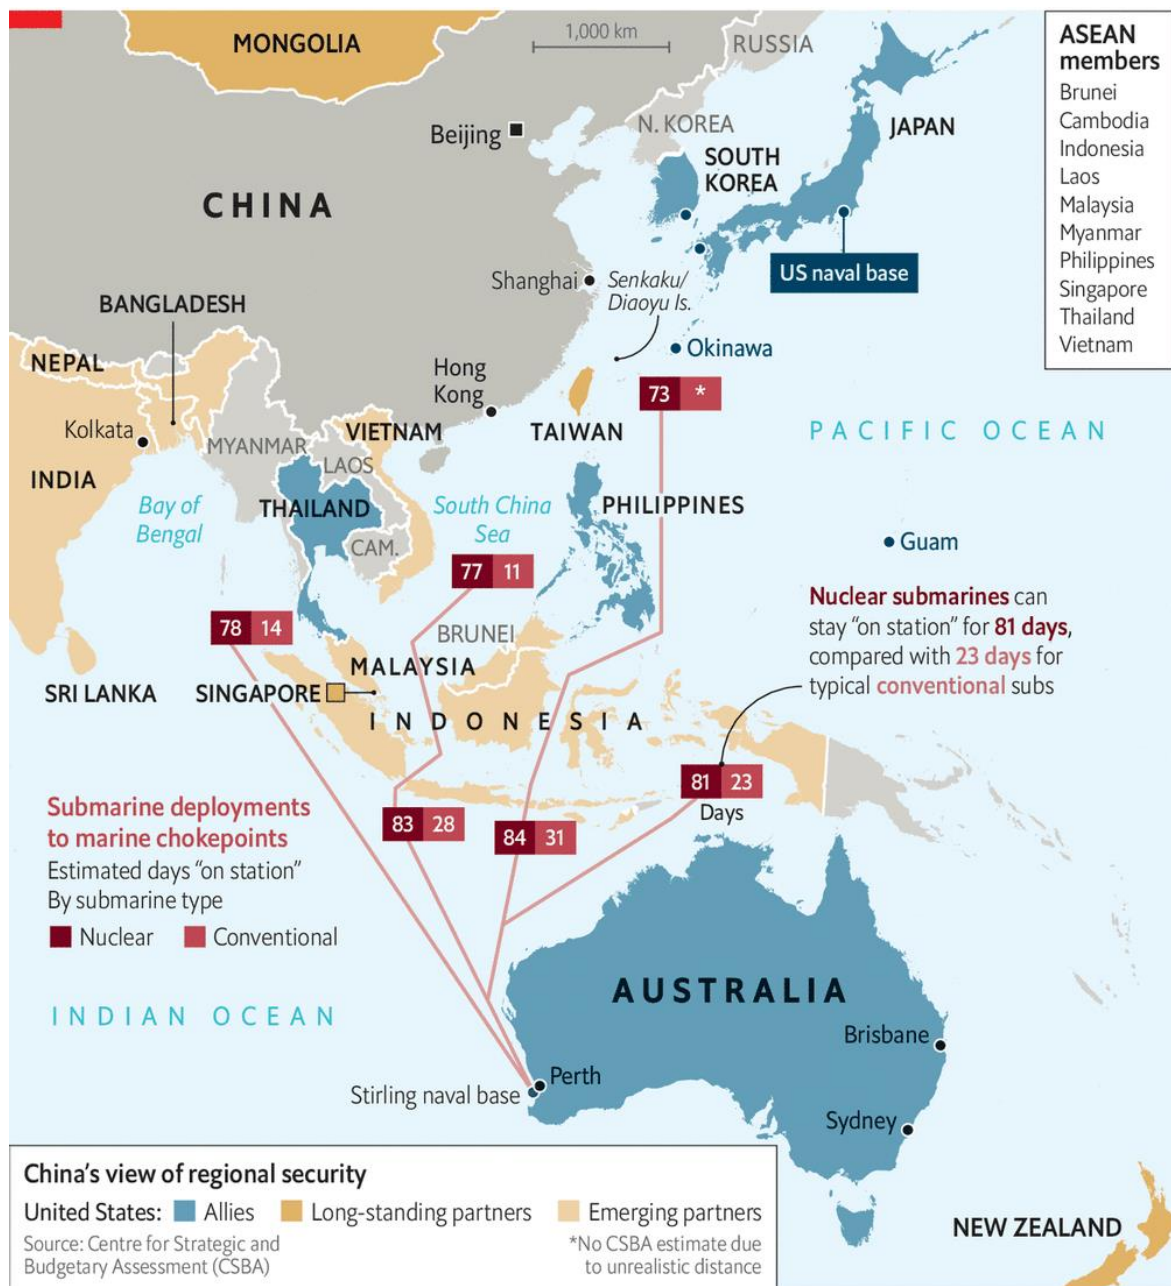 MONGOLIA
1,000 km
RUSSIA
ASEAN
members
Brunei
Cambodia
Indonesia
Laos
Malaysia
Myanmar
Philippines
Singapore
Thailand
Vietnam
Beijing
N. KOREA
JAPAN
SOUTH
KOREA
CHINA
US naval base
Shanghai
Senkaku/
Diaoyu Is.
BANGLADESH
Okinawa
NEPAL
Hong
Kong
73 *
Kolkata
MYANMAR
VIETNAM
TAIWAN
PACIFIC OCEAN
LAOS
INDIA
Bay of
Bengal
THAILAND
South China
Sea
PHILIPPINES
CAM.
Guam
77 11
Nuclear submarines can
stay “on station” for 81 days,
compared with 23 days for
typical conventional subs
78 14
BRUNEI
MALAYSIA
SRI LANKA
SINGAPORE
INDONESIA
81 23
Days
Submarine deployments
to marine chokepoints
Estimated days “on station”
By submarine type
Nuclear Conventional
83 28
84 31
AUSTRALIA
INDIAN OCEAN
Brisbane
Perth
Stirling naval base
Sydney
China’s view of regional security
United States: Allies Long-standing partners Emerging partners
Source: Centre for Strategic and
Budgetary Assessment (CSBA)
*No CSBA estimate due
to unrealistic distance
NEW ZEALAND